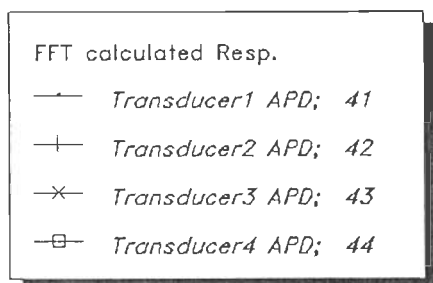 FFT calculated Resp.
Transducer1 APD; 41
Transducer2 APD; 42
Transducer3 APD; 43
Transducer4 APD; 44